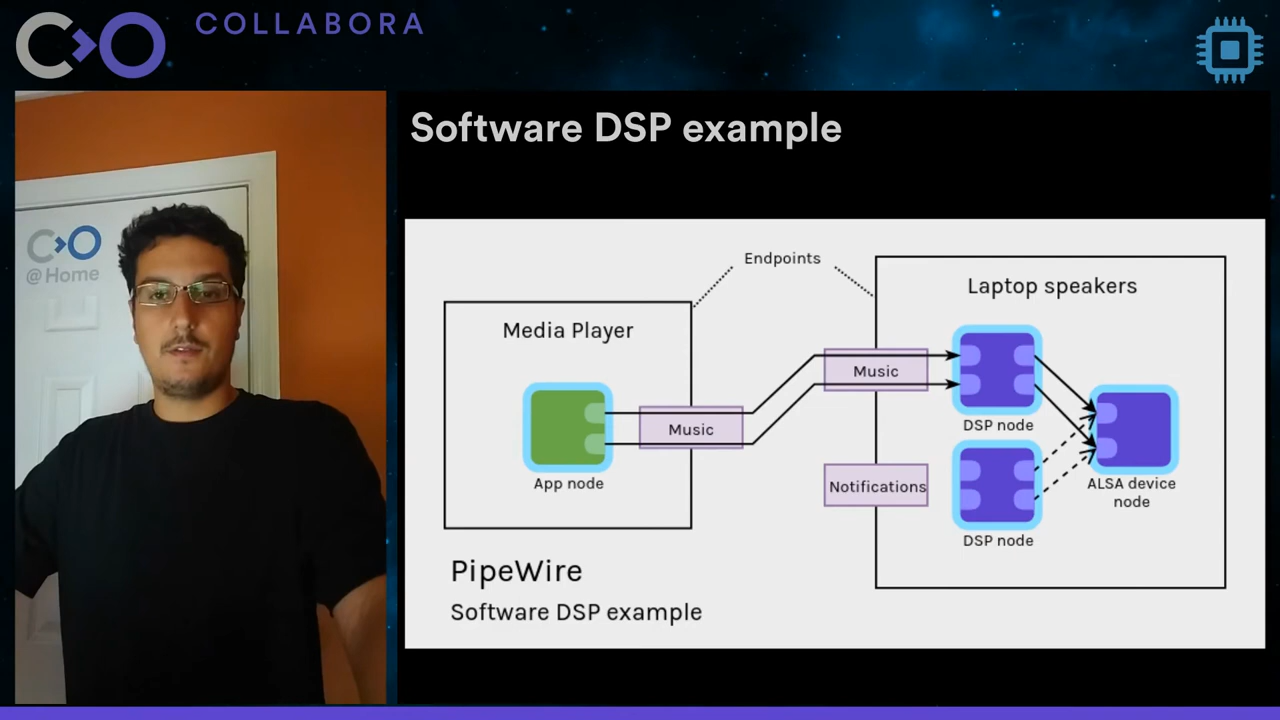 COLLABORA
@Home
Software DSP example
Endpoints
Laptop speakers
Media Player
Music
DSP node
Music
App node
Notifications
ALSA device
node
DSP node
PipeWire
Software DSP example